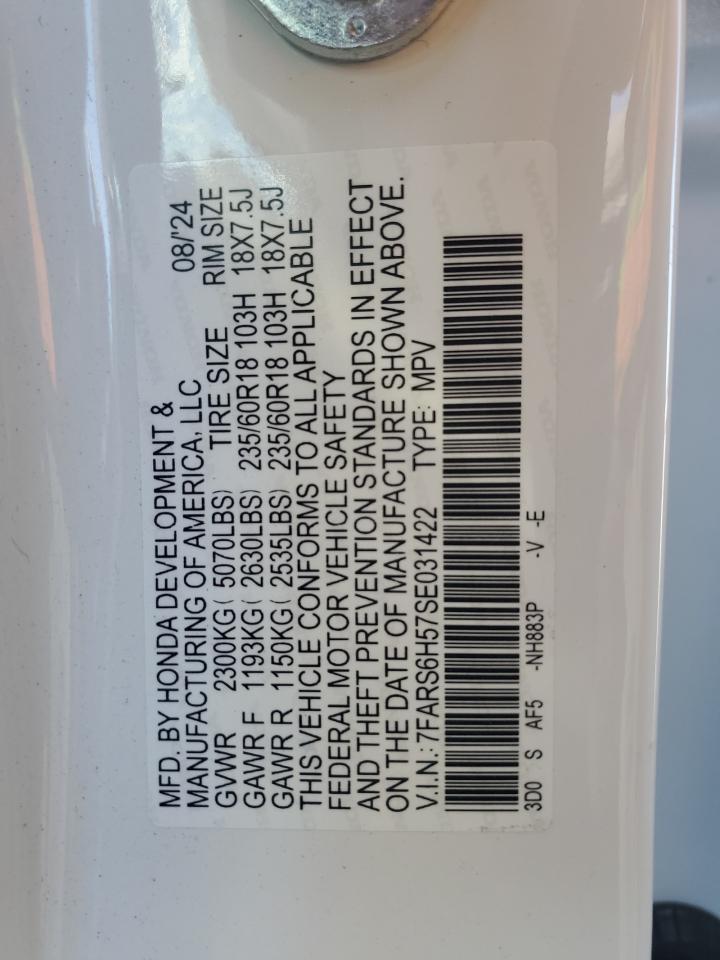 MFD. BY HONDA DEVELOPMENT & 08/'24
MANUFACTURING OF AMERICA, LLC
GVWR 2300KG( 5070LBS) TIRE SIZE RIM SIZE
GAWR F 1193KG( 2630LBS) 235/60R18 103H 18X7.5J
GAWR R 1150KG( 2535LBS) 235/60R18 103H 18X7.5J
THIS VEHICLE CONFORMS TO ALL APPLICABLE
FEDERAL MOTOR VEHICLE SAFETY
AND THEFT PREVENTION STANDARDS IN EFFECT
ON THE DATE OF MANUFACTURE SHOWN ABOVE.
V.I.N.: 7FARS6H57SE031422 TYPE: MPV
3D0 S AF5 -NH883P -V -E